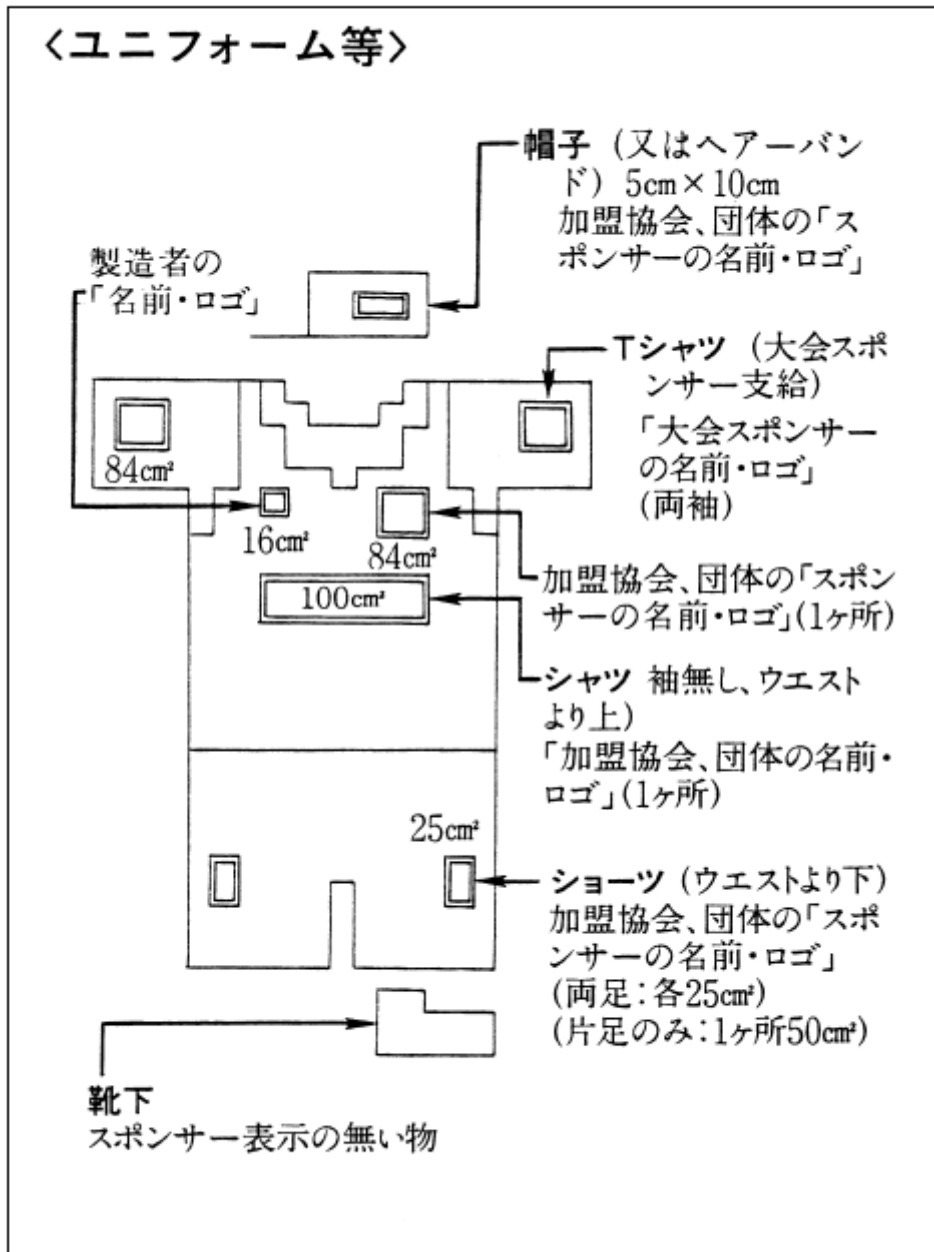 〈ユニフォーム等〉
帽子 (又はヘアーバン
ド) 5cm×10cm
加盟協会、団体の「ス
ポンサーの名前・ロゴ」
製造者の
「名前・ロゴ」
Tシャツ (大会スポ
ンサー支給)
「大会スポンサー
の名前・ロゴ」
(両袖)
84cm²
16cm²
84cm²
100cm²
加盟協会、団体の「スポン
サーの名前・ロゴ」(1ヶ所)
シャツ 袖無し、ウエスト
より上)
「加盟協会、団体の名前・
ロゴ」(1ヶ所)
25cm²
ショーツ (ウエストより下)
加盟協会、団体の「スポ
ンサーの名前・ロゴ」
(両足:各25cm²)
(片足のみ:1ヶ所50cm²)
靴下
スポンサー表示の無い物